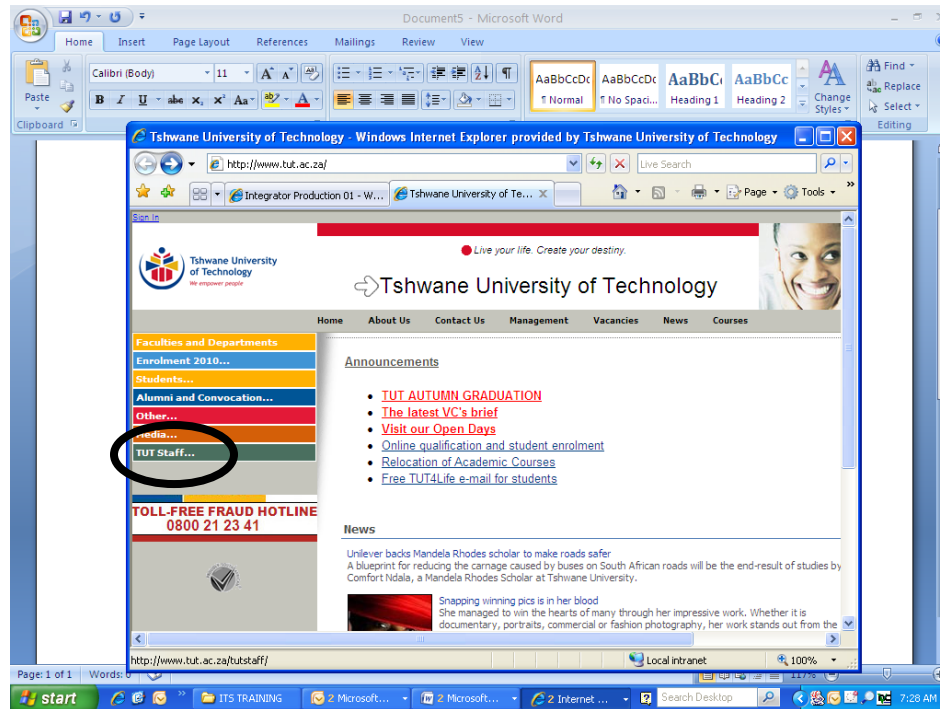 Document5 - Microsoft Word
Home Insert Page Layout References Mailings Review View
Paste
Calibri (Body) 11
B I U abc x₂ x² Aa A
AaBbCcDc AaBbCcDc AaBbC AaBbCc
¶ Normal ¶ No Spaci... Heading 1 Heading 2
Change Styles
Find
Replace
Select
Clipboard
Editing
Tshwane University of Technology - Windows Internet Explorer provided by Tshwane University of Technology
http://www.tut.ac.za/
Live Search
Integrator Production 01 - W...
Tshwane University of Te...
Page Tools
Sign In
Tshwane University
of Technology
We empower people
Live your life. Create your destiny.
Tshwane University of Technology
Home About Us Contact Us Management Vacancies News Courses
Faculties and Departments
Enrolment 2010...
Students...
Alumni and Convocation...
Other...
Media...
TUT Staff...
TOLL-FREE FRAUD HOTLINE
0800 21 23 41
Announcements
TUT AUTUMN GRADUATION
The latest VC's brief
Visit our Open Days
Online qualification and student enrolment
Relocation of Academic Courses
Free TUT4Life e-mail for students
News
Unilever backs Mandela Rhodes scholar to make roads safer
A blueprint for reducing the carnage caused by buses on South African roads will be the end-result of studies by
Comfort Ndala, a Mandela Rhodes Scholar at Tshwane University.
Snapping winning pics is in her blood
She managed to win the hearts of many through her impressive work. Whether it is
documentary, portraits, commercial or fashion photography, her work stands out from the
http://www.tut.ac.za/tutstaff/
Local intranet
100%
Page: 1 of 1 Words: 0
117%
start
ITS TRAINING
2 Microsoft...
2 Microsoft...
2 Internet ...
Search Desktop
7:28 AM